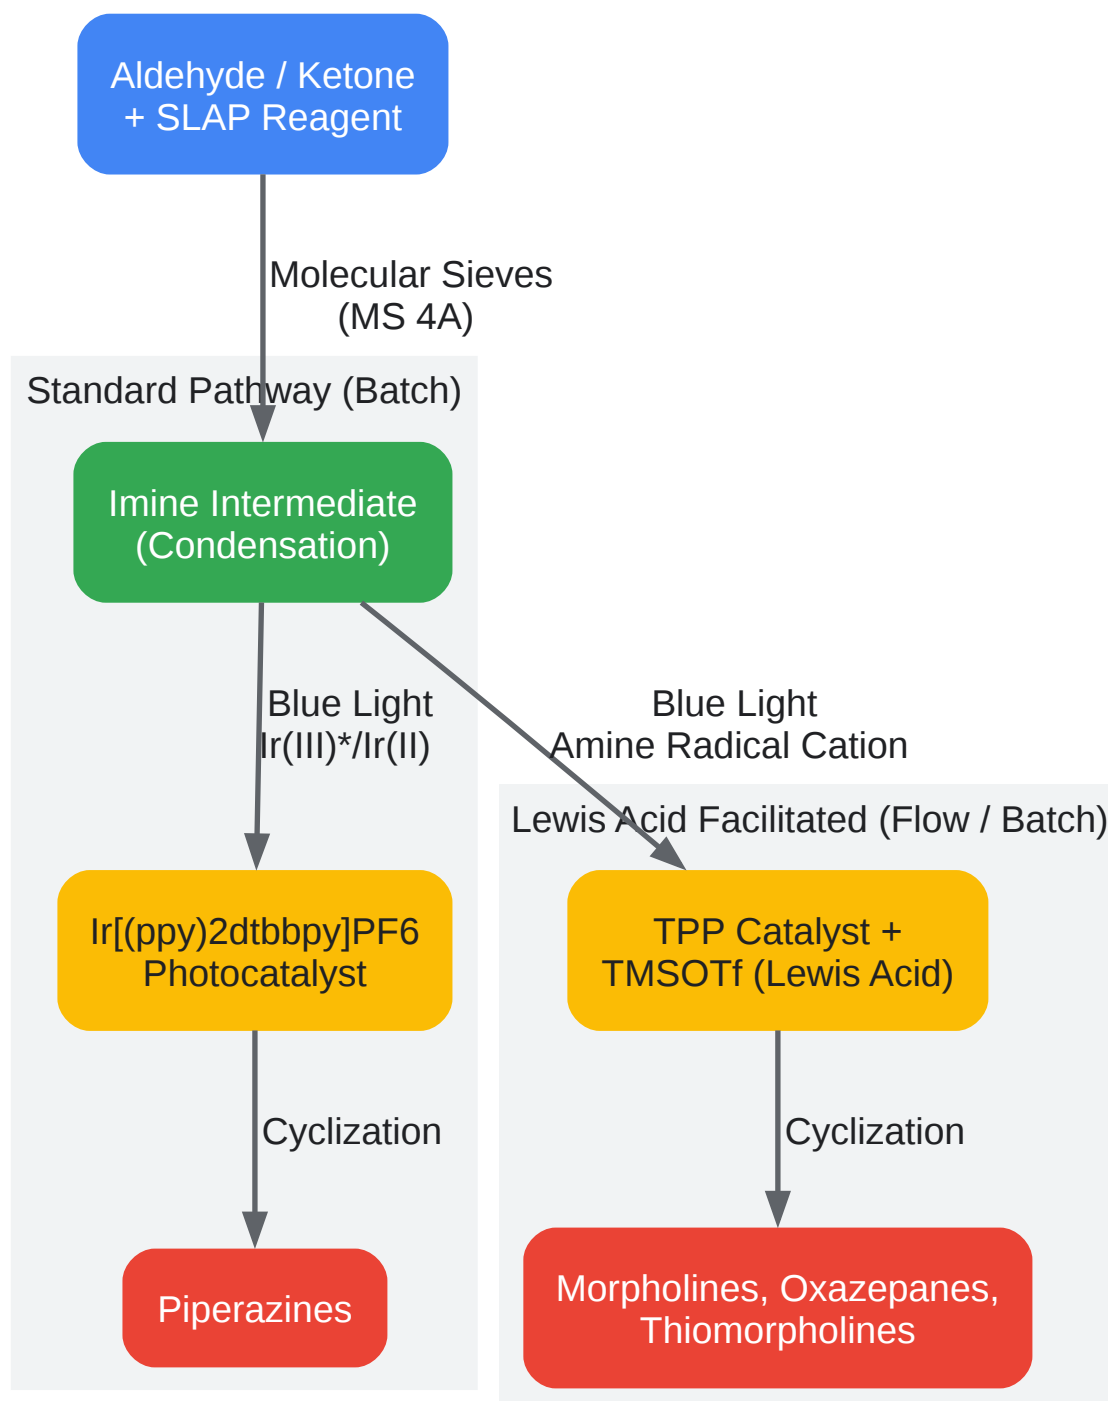 Aldehyde / Ketone
+ SLAP Reagent
Molecular Sieves
(MS 4A)
Standard Pathway (Batch)
Imine Intermediate
(Condensation)
Blue Light
Ir(III)*/Ir(II)
Blue Light
Amine Radical Cation
Lewis Acid Facilitated (Flow / Batch)
Ir[(ppy)2dtbbpy]PF6
Photocatalyst
TPP Catalyst +
TMSOTf (Lewis Acid)
Cyclization
Cyclization
Piperazines
Morpholines, Oxazepanes,
Thiomorpholines